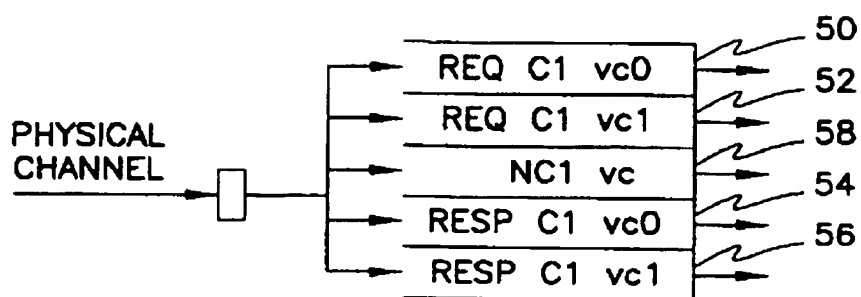 PHYSICAL
CHANNEL
REQ C1 vc0
REQ C1 vc1
NC1 vc
RESP C1 vc0
RESP C1 vc1
50
52
58
54
56